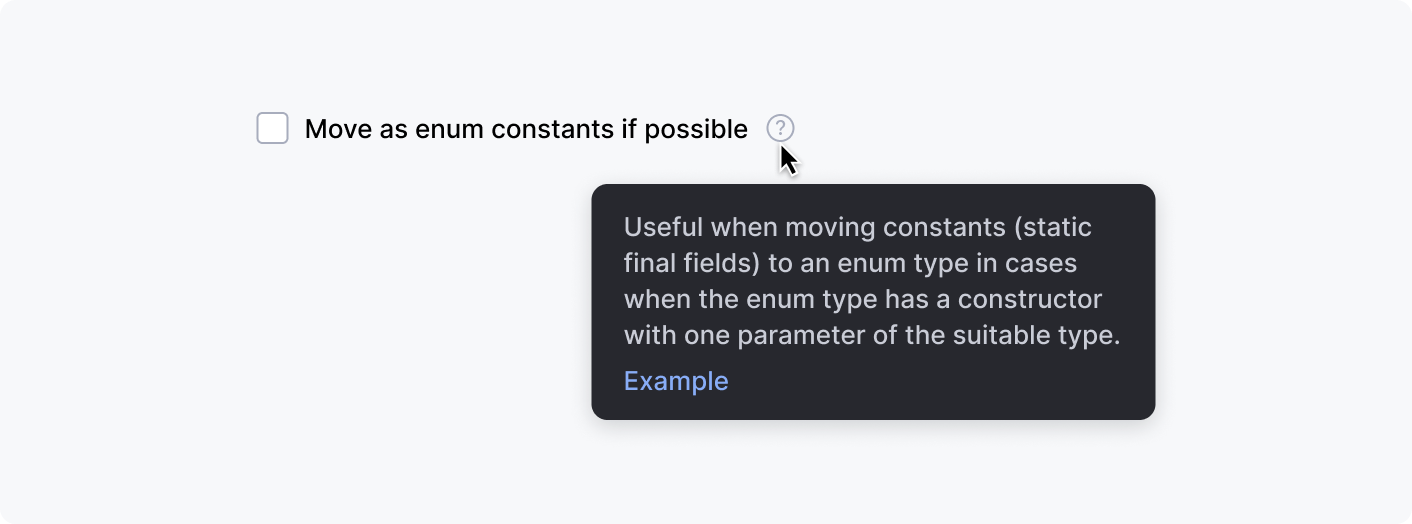 Move as enum constants if possible ?
Useful when moving constants (static
final fields) to an enum type in cases
when the enum type has a constructor
with one parameter of the suitable type.
Example